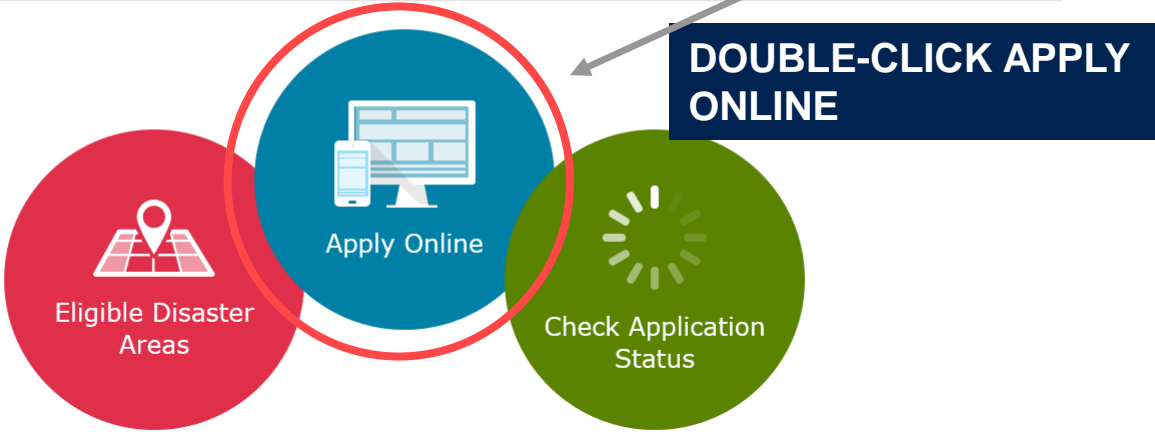 DOUBLE-CLICK APPLY
ONLINE
Apply Online
Eligible Disaster
Areas
Check Application
Status